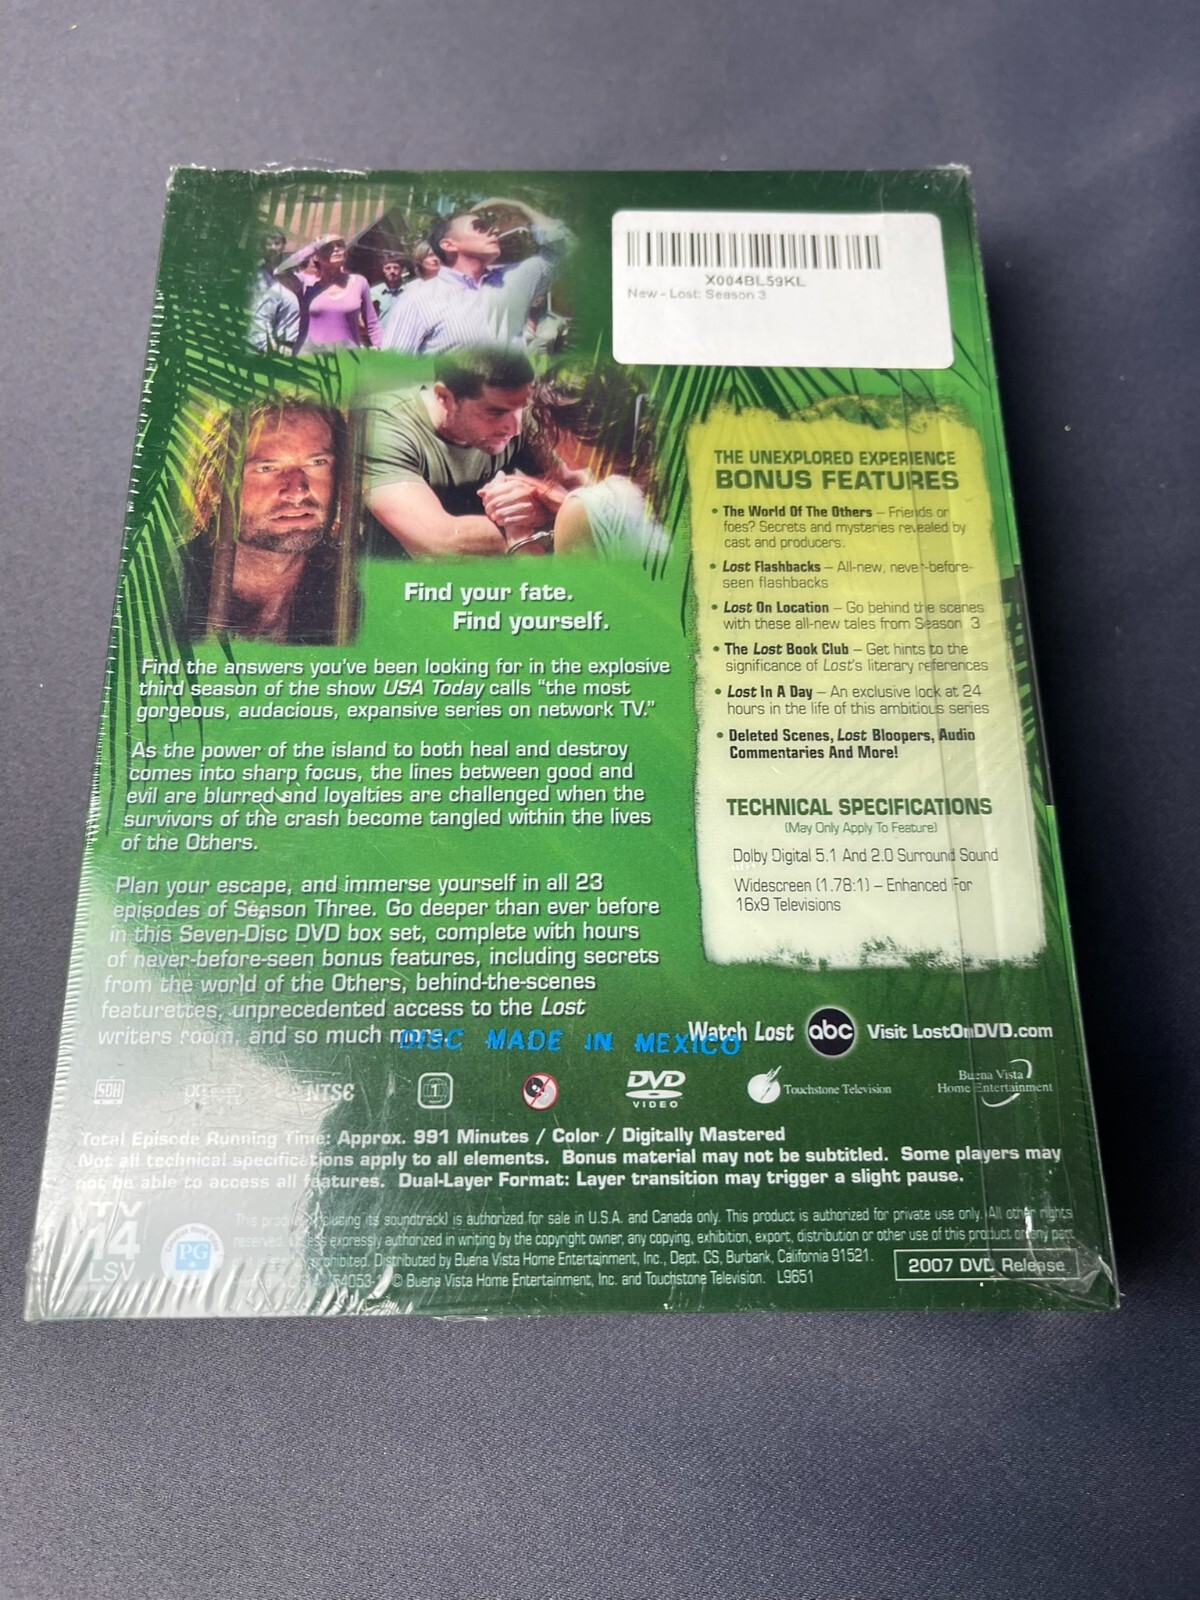 X004BL59KL
New - Lost: Season 3
THE UNEXPLORED EXPERIENCE
BONUS FEATURES
• The World Of The Others – Friends or
foes? Secrets and mysteries revealed by
cast and producers.
• Lost Flashbacks – All-new, never-before-
seen flashbacks
• Lost On Location – Go behind the scenes
with these all-new tales from Season 3
• The Lost Book Club – Get hints to the
significance of Lost's literary references
• Lost In A Day – An exclusive look at 24
hours in the life of this ambitious series
• Deleted Scenes, Lost Bloopers, Audio
Commentaries And More!
TECHNICAL SPECIFICATIONS
(May Only Apply To Feature)
Dolby Digital 5.1 And 2.0 Surround Sound
Widescreen (1.78:1) – Enhanced For
16x9 Televisions
Find your fate.
Find yourself.
Find the answers you've been looking for in the explosive
third season of the show USA Today calls “the most
gorgeous, audacious, expansive series on network TV.”
As the power of the island to both heal and destroy
comes into sharp focus, the lines between good and
evil are blurred and loyalties are challenged when the
survivors of the crash become tangled within the lives
of the Others.
Plan your escape, and immerse yourself in all 23
episodes of Season Three. Go deeper than ever before
in this Seven-Disc DVD box set, complete with hours
of never-before-seen bonus features, including secrets
from the world of the Others, behind-the-scenes
featurettes, unprecedented access to the Lost
writers room, and so much more.
DISC MADE IN MEXICO
Watch Lost abc Visit LostOnDVD.com
SDH NTSC 1 DVD VIDEO Touchstone Television Buena Vista Home Entertainment
Total Episode Running Time: Approx. 991 Minutes / Color / Digitally Mastered
Not all technical specifications apply to all elements. Bonus material may not be subtitled. Some players may
not be able to access all features. Dual-Layer Format: Layer transition may trigger a slight pause.
TV
14
LSV
PG
This product (including its soundtrack) is authorized for sale in U.S.A. and Canada only. This product is authorized for private use only. All other rights
reserved. Unless expressly authorized in writing by the copyright owner, any copying, exhibition, export, distribution or other use of this product or any part
prohibited. Distributed by Buena Vista Home Entertainment, Inc., Dept. CS, Burbank, California 91521.
© Buena Vista Home Entertainment, Inc. and Touchstone Television. L9651
2007 DVD Release